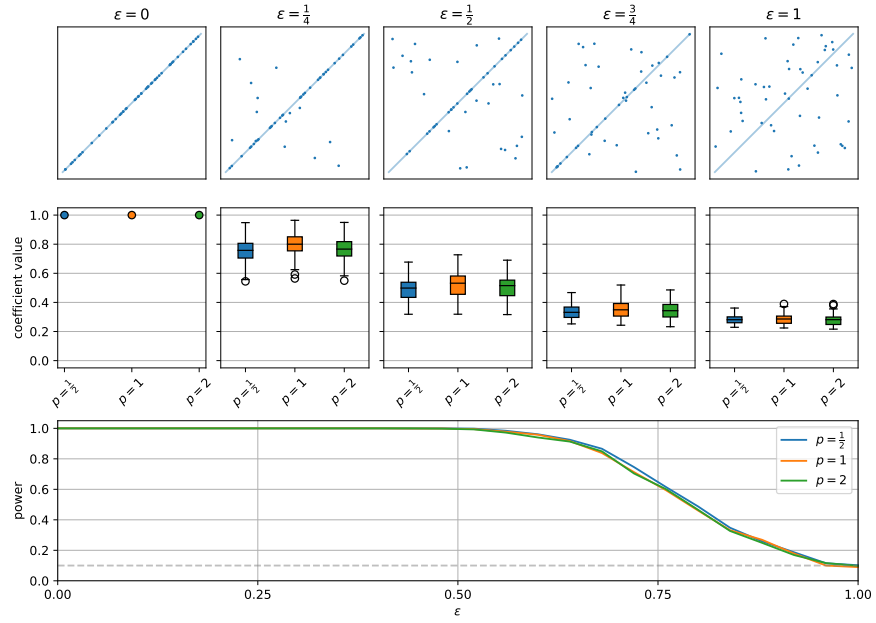 ε = 0 ε = 1/4 ε = 1/2 ε = 3/4 ε = 1
coefficient value
1.0
0.8
0.6
0.4
0.2
0.0
p = 1/2 p = 1 p = 2 p = 1/2 p = 1 p = 2 p = 1/2 p = 1 p = 2 p = 1/2 p = 1 p = 2 p = 1/2 p = 1 p = 2
power
1.0
0.8
0.6
0.4
0.2
0.0
p = 1/2
p = 1
p = 2
0.00 0.25 0.50 0.75 1.00
ε